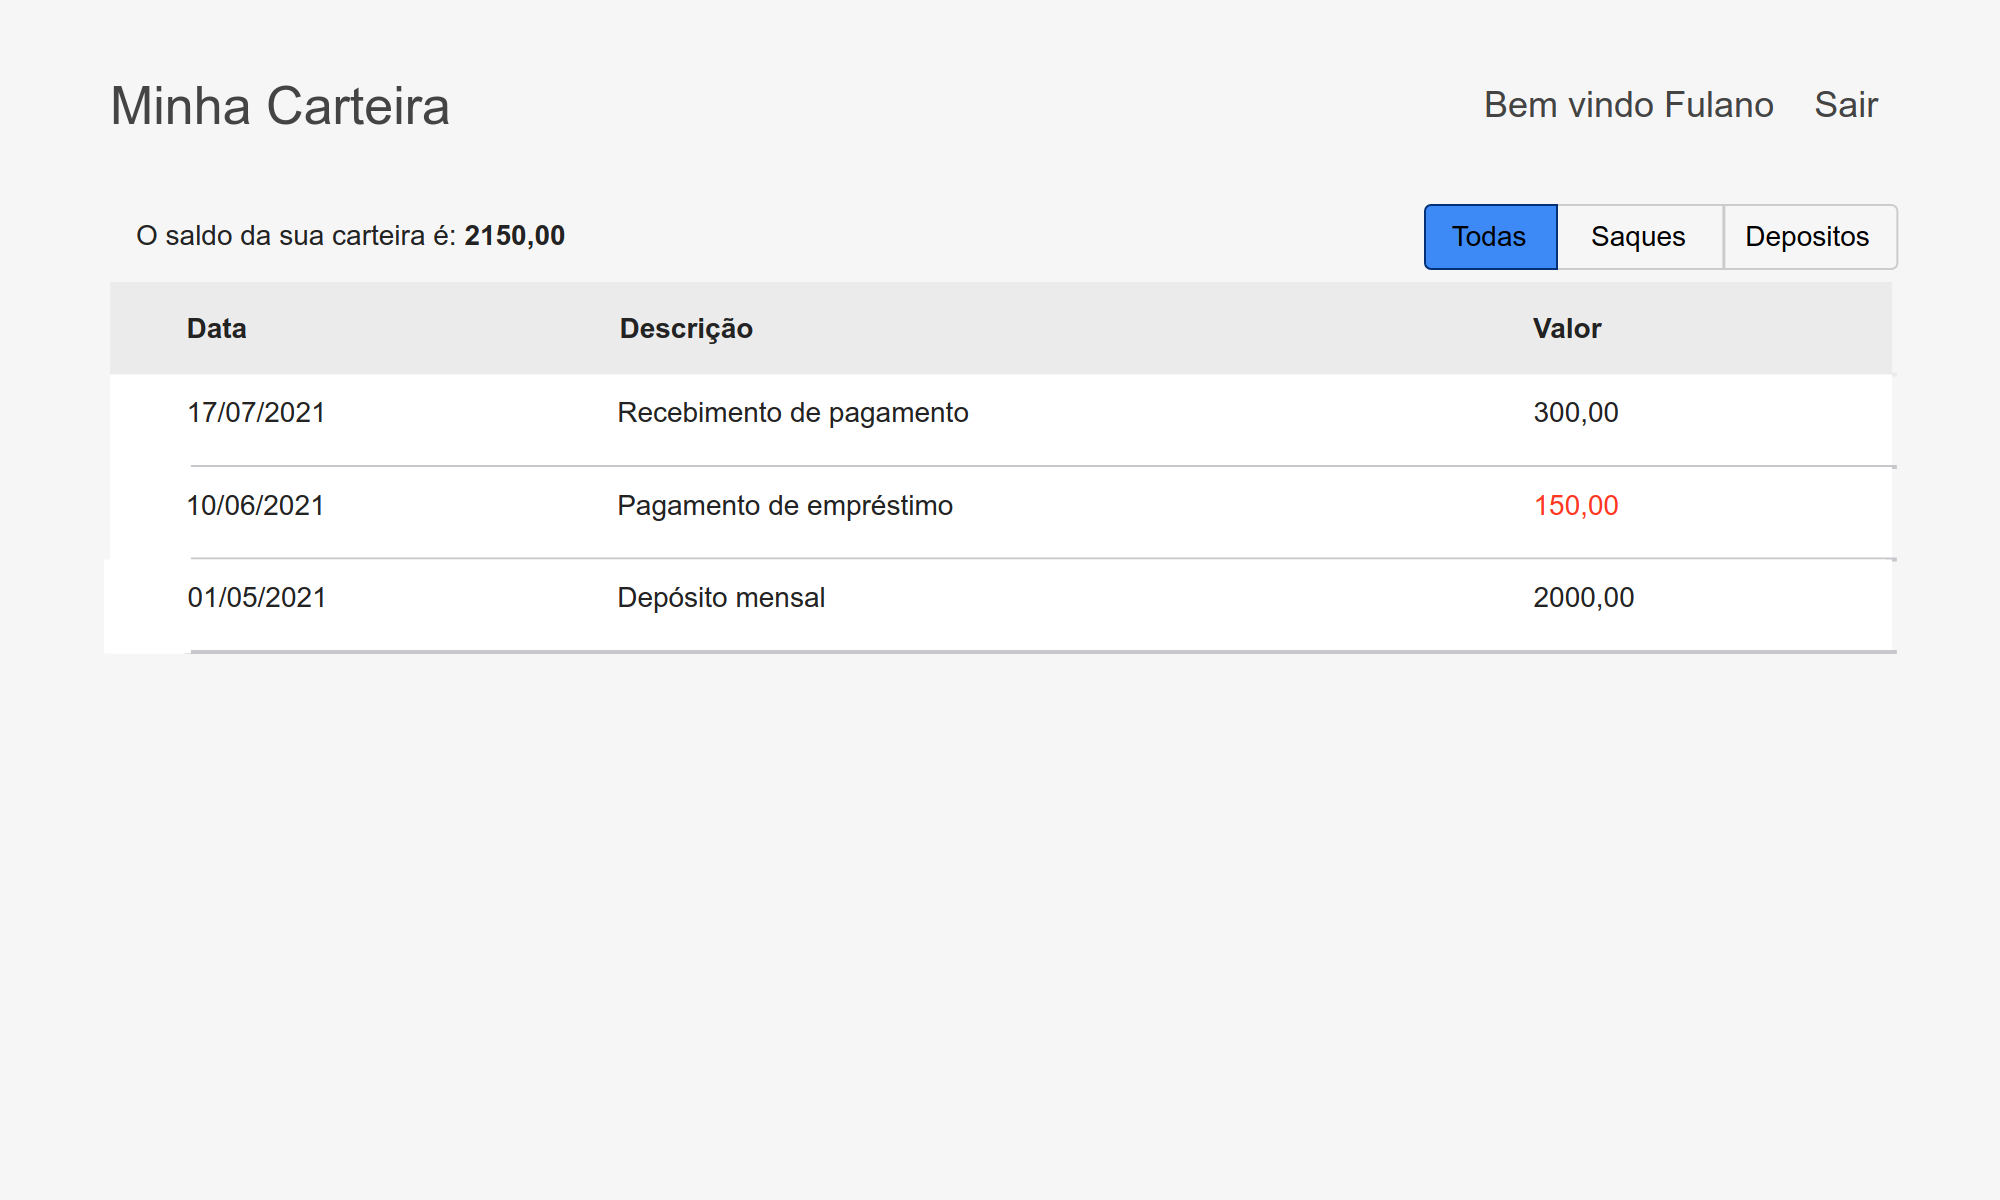 Minha Carteira Bem vindo Fulano Sair
O saldo da sua carteira é: 2150,00 Todas Saques Depositos
Data Descrição Valor
17/07/2021 Recebimento de pagamento 300,00
10/06/2021 Pagamento de empréstimo 150,00
01/05/2021 Depósito mensal 2000,00